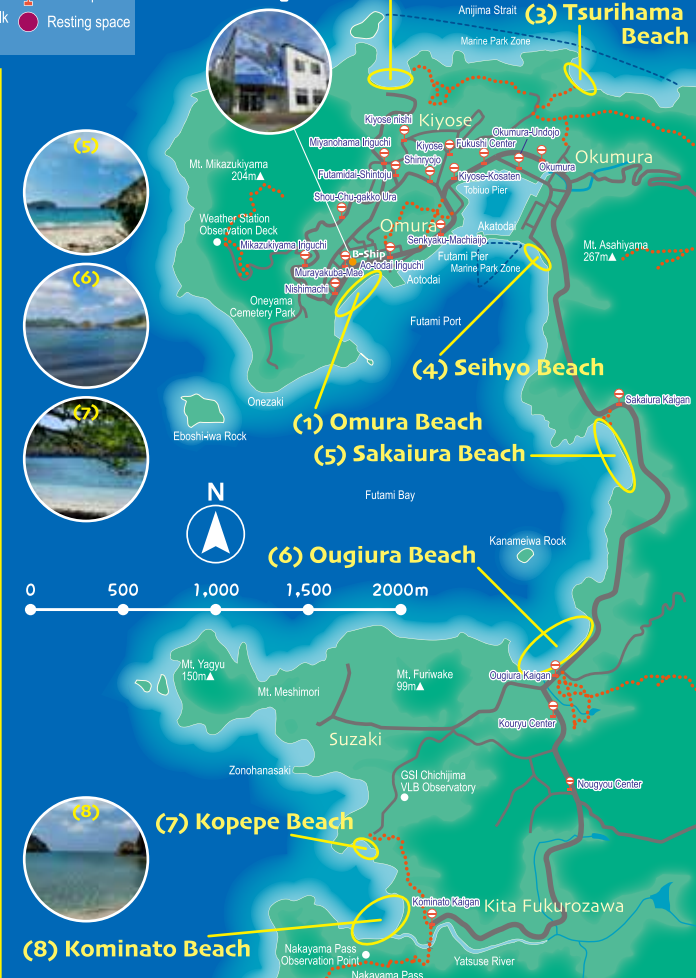 lk
Resting space
Anijima Strait
(3) Tsurihama
Beach
Marine Park Zone
Kiyose nishi
Kiyose
Okumura-Undojo
Miyanohama Iriguchi
Kiyose
Fukushi Center
Okumura
Shinryojo
Okumura
(5)
Mt. Mikazukiyama
204m▲
Futamidai-Shintoju
Kiyose-Kosaten
Tobiuo Pier
Shou-Chu-gakko Ura
Weather Station
Observation Deck
Omura
Akatodai
Mikazukiyama Iriguchi
Senkyaku-Machiaijo
Mt. Asahiyama
267m▲
B-Ship
Futami Pier
Ao-todai Iriguchi
Marine Park Zone
Murayakuba-Mae
Aotodai
(6)
Nishimachi
Oneyama
Cemetery Park
Futami Port
(4) Seihyo Beach
Onezaki
Sakaiura Kaigan
(7)
Eboshi-iwa Rock
(1) Omura Beach
(5) Sakaiura Beach
N
Futami Bay
Kanameiwa Rock
(6) Ougiura Beach
0
500
1,000
1,500
2000m
Mt, Yagyu
150m▲
Mt. Meshimori
Mt, Furiwake
99m▲
Ougiura Kaigan
Kouryu Center
Suzaki
Zonohanasaki
GSI Chichijima
VLB Observatory
Nougyou Center
(8)
(7) Kopepe Beach
Kominato Kaigan
Kita Fukurozawa
(8) Kominato Beach
Nakayama Pass
Observation Point
Yatsuse River
Nakayama Pass